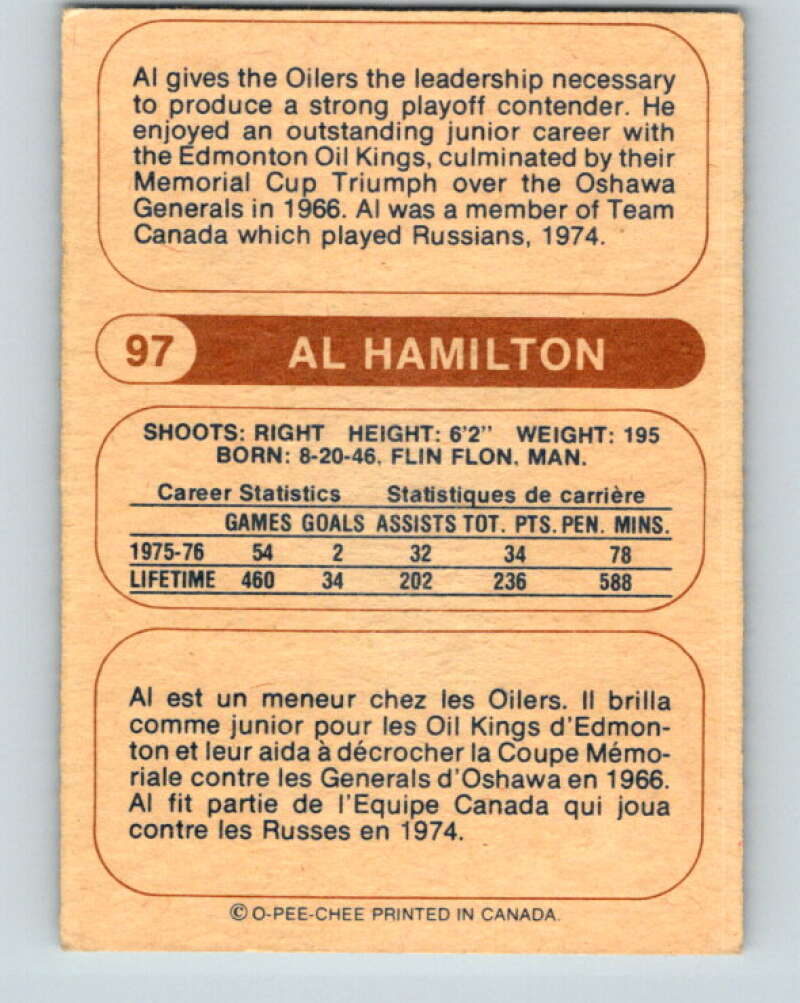 Al gives the Oilers the leadership necessary
to produce a strong playoff contender. He
enjoyed an outstanding junior career with
the Edmonton Oil Kings, culminated by their
Memorial Cup Triumph over the Oshawa
Generals in 1966. Al was a member of Team
Canada which played Russians, 1974.
97 AL HAMILTON
SHOOTS: RIGHT HEIGHT: 6'2" WEIGHT: 195
BORN: 8-20-46, FLIN FLON, MAN.
Career Statistics Statistiques de carrière
GAMES GOALS ASSISTS TOT. PTS. PEN. MINS.
1975-76 54 2 32 34 78
LIFETIME 460 34 202 236 588
Al est un meneur chez les Oilers. Il brilla
comme junior pour les Oil Kings d'Edmon-
ton et leur aida à décrocher la Coupe Mémo-
riale contre les Generals d'Oshawa en 1966.
Al fit partie de l'Equipe Canada qui joua
contre les Russes en 1974.
© O-PEE-CHEE PRINTED IN CANADA.